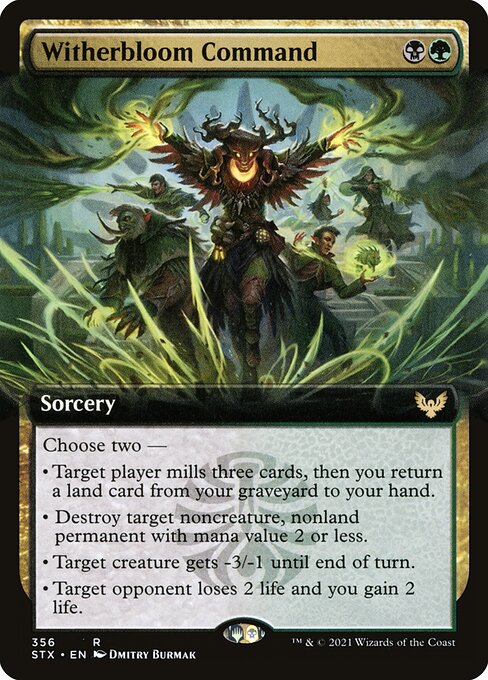 Witherbloom Command
Sorcery
Choose two —
• Target player mills three cards, then you return
a land card from your graveyard to your hand.
• Destroy target noncreature, nonland
permanent with mana value 2 or less.
• Target creature gets -3/-1 until end of turn.
• Target opponent loses 2 life and you gain 2
life.
356 R
STX • EN Dmitry Burmak
™ & © 2021 Wizards of the Coast